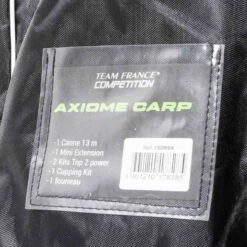 TEAM FRANCE®
COMPETITION
AXIOME CARP
-1 Canne 13 m
-1 Mini Extension
-2 Kits Top 2 power
-1 Cupping Kit
-1 fourreau
Ref: